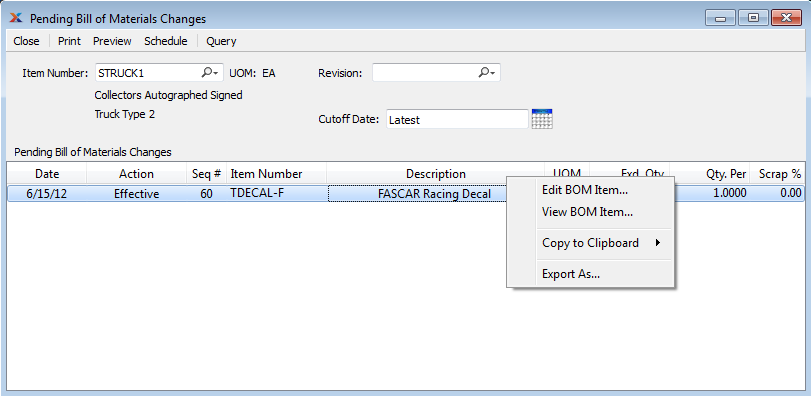 Pending Bill of Materials Changes
Close Print Preview Schedule Query
Item Number: STRUCK1 UOM: EA Revision:
Collectors Autographed Signed
Truck Type 2
Cutoff Date: Latest
Pending Bill of Materials Changes
Date Action Seq # Item Number Description UOM Exd. Qty. Qty. Per Scrap %
6/15/12 Effective 60 TDECAL-F FASCAR Racing Decal 1.0000 0.00
Edit BOM Item...
View BOM Item...
Copy to Clipboard
Export As...